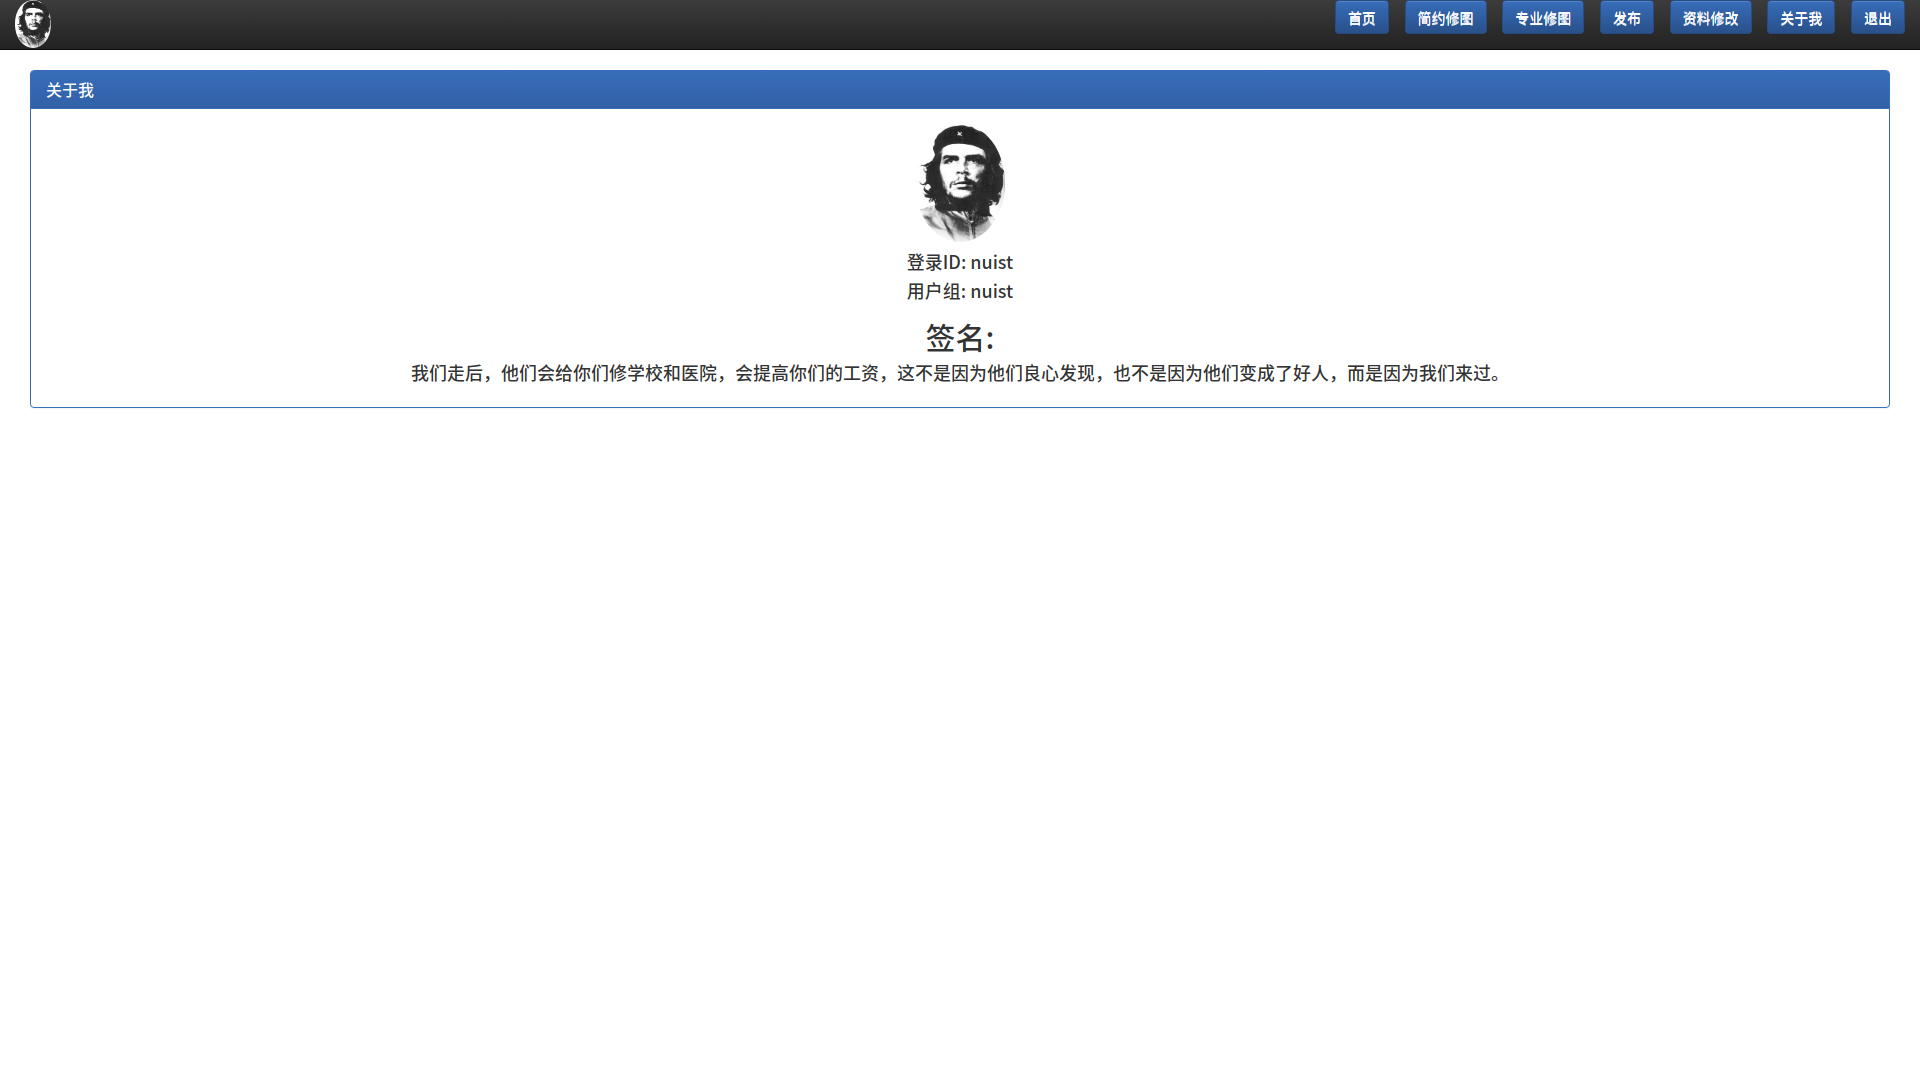 首页 简约修图 专业修图 发布 资料修改 关于我 退出
关于我
登录ID: nuist
用户组: nuist
签名:
我们走后，他们会给你们修学校和医院，会提高你们的工资，这不是因为他们良心发现，也不是因为他们变成了好人，而是因为我们来过。